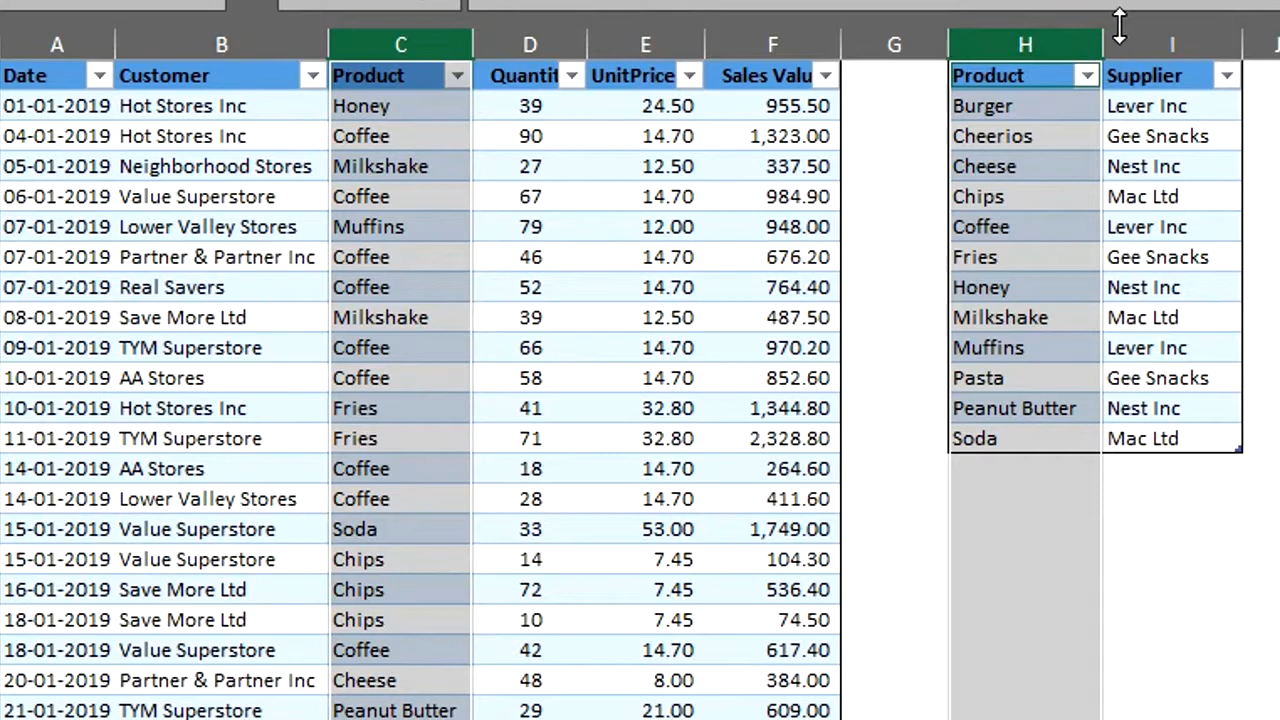 A B C D E F G H I
Date Customer Product Quantit UnitPrice Sales Valu Product Supplier
01-01-2019 Hot Stores Inc Honey 39 24.50 955.50 Burger Lever Inc
04-01-2019 Hot Stores Inc Coffee 90 14.70 1,323.00 Cheerios Gee Snacks
05-01-2019 Neighborhood Stores Milkshake 27 12.50 337.50 Cheese Nest Inc
06-01-2019 Value Superstore Coffee 67 14.70 984.90 Chips Mac Ltd
07-01-2019 Lower Valley Stores Muffins 79 12.00 948.00 Coffee Lever Inc
07-01-2019 Partner & Partner Inc Coffee 46 14.70 676.20 Fries Gee Snacks
07-01-2019 Real Savers Coffee 52 14.70 764.40 Honey Nest Inc
08-01-2019 Save More Ltd Milkshake 39 12.50 487.50 Milkshake Mac Ltd
09-01-2019 TYM Superstore Coffee 66 14.70 970.20 Muffins Lever Inc
10-01-2019 AA Stores Coffee 58 14.70 852.60 Pasta Gee Snacks
10-01-2019 Hot Stores Inc Fries 41 32.80 1,344.80 Peanut Butter Nest Inc
11-01-2019 TYM Superstore Fries 71 32.80 2,328.80 Soda Mac Ltd
14-01-2019 AA Stores Coffee 18 14.70 264.60
14-01-2019 Lower Valley Stores Coffee 28 14.70 411.60
15-01-2019 Value Superstore Soda 33 53.00 1,749.00
15-01-2019 Value Superstore Chips 14 7.45 104.30
16-01-2019 Save More Ltd Chips 72 7.45 536.40
18-01-2019 Save More Ltd Chips 10 7.45 74.50
18-01-2019 Value Superstore Coffee 42 14.70 617.40
20-01-2019 Partner & Partner Inc Cheese 48 8.00 384.00
21-01-2019 TYM Superstore Peanut Butter 29 21.00 609.00